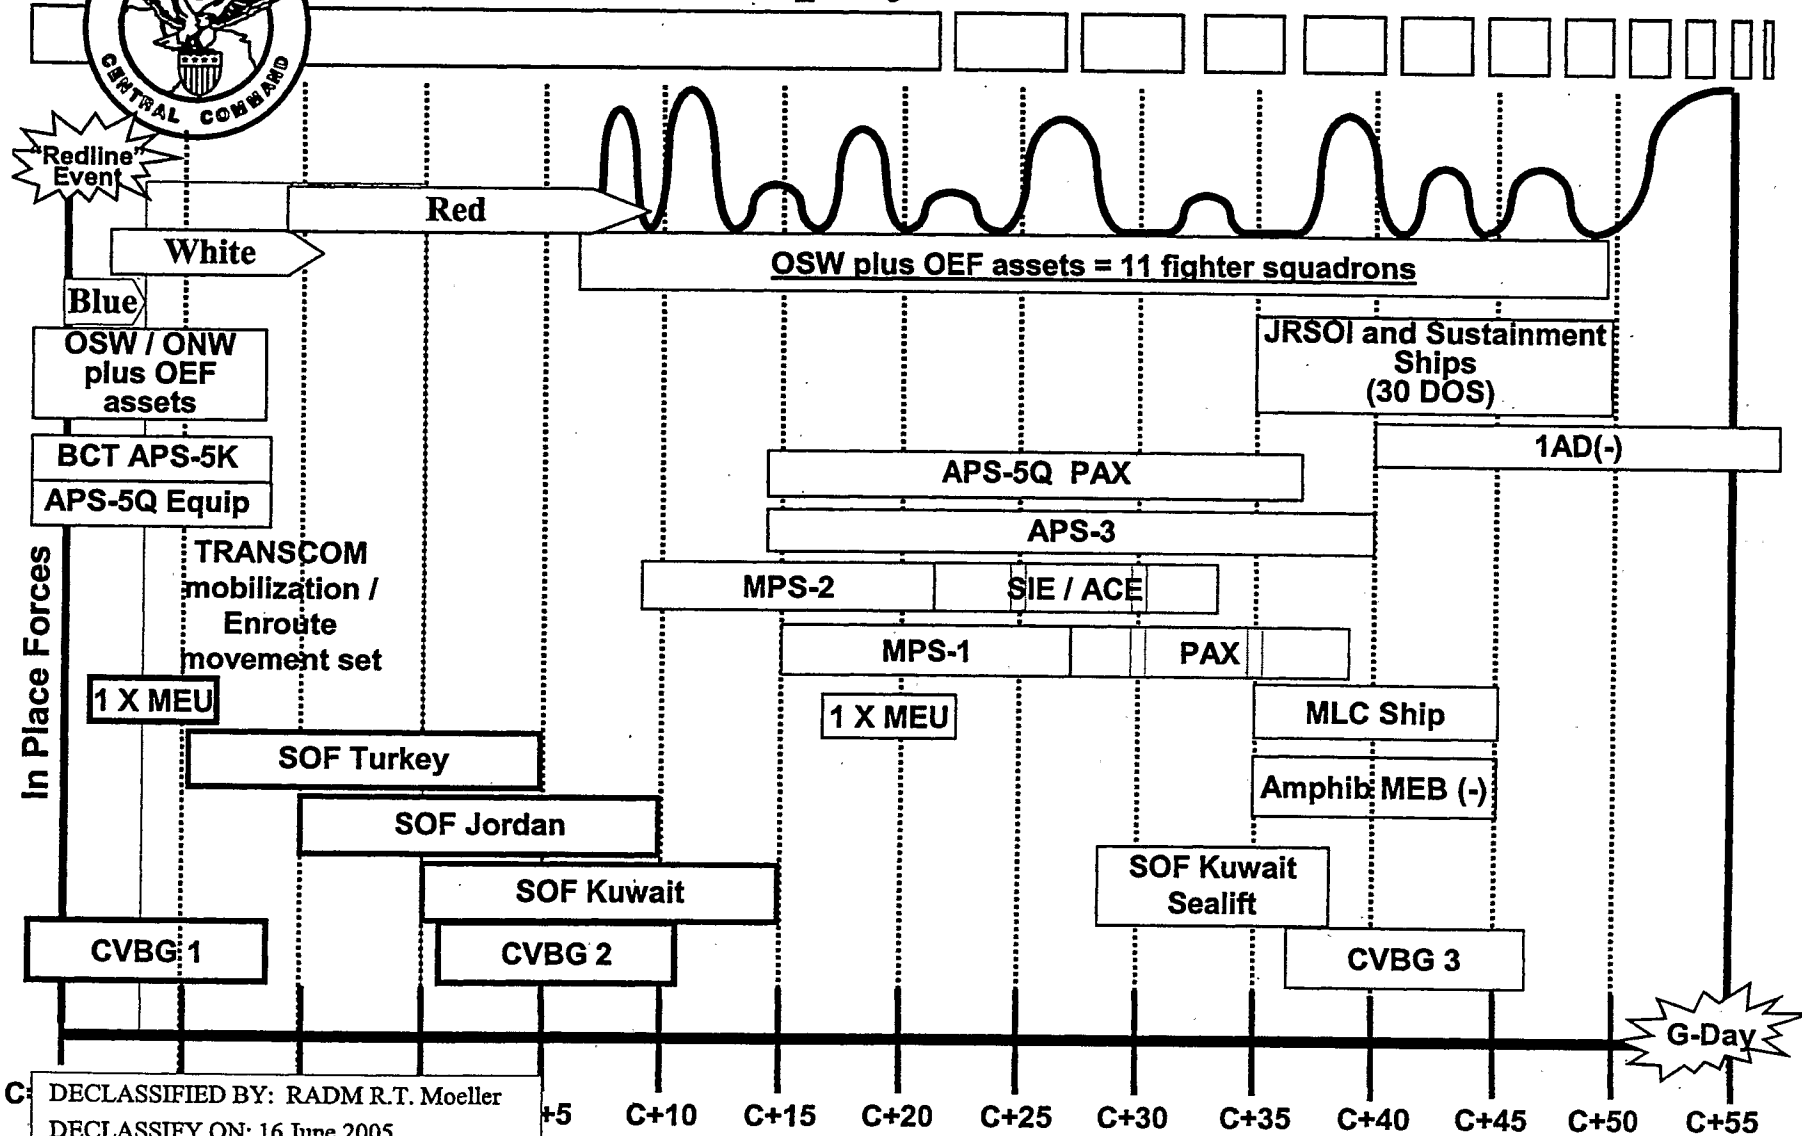 CENTRAL COMMAND
"Redline"
Event
Red
White
Blue
OSW plus OEF assets = 11 fighter squadrons
OSW / ONW
plus OEF
assets
JRSOI and Sustainment
Ships
(30 DOS)
1AD(-)
BCT APS-5K
APS-5Q Equip
APS-5Q PAX
APS-3
In Place Forces
TRANSCOM
mobilization /
Enroute
movement set
MPS-2
SIE / ACE
MPS-1
PAX
1 X MEU
1 X MEU
MLC Ship
SOF Turkey
Amphib MEB (-)
SOF Jordan
SOF Kuwait
SOF Kuwait
Sealift
CVBG 1
CVBG 2
CVBG 3
G-Day
DECLASSIFIED BY: RADM R.T. Moeller
DECLASSIFY ON: 16 June 2005
+5 C+10 C+15 C+20 C+25 C+30 C+35 C+40 C+45 C+50 C+55